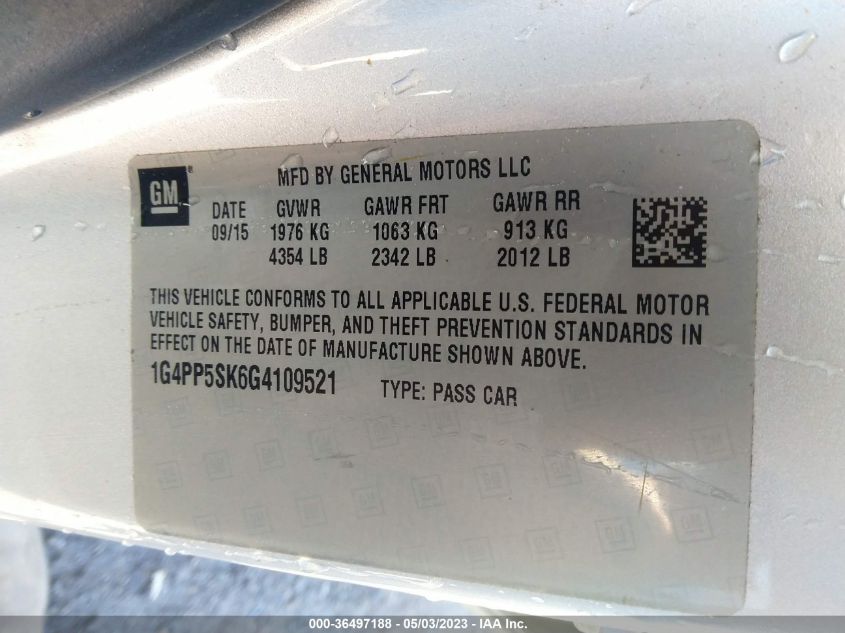 MFD BY GENERAL MOTORS LLC
GM®
DATE GVWR GAWR FRT GAWR RR
09/15 1976 KG 1063 KG 913 KG
4354 LB 2342 LB 2012 LB
THIS VEHICLE CONFORMS TO ALL APPLICABLE U.S. FEDERAL MOTOR
VEHICLE SAFETY, BUMPER, AND THEFT PREVENTION STANDARDS IN
EFFECT ON THE DATE OF MANUFACTURE SHOWN ABOVE.
1G4PP5SK6G4109521 TYPE: PASS CAR
000-36497188 - 05/03/2023 - IAA Inc.